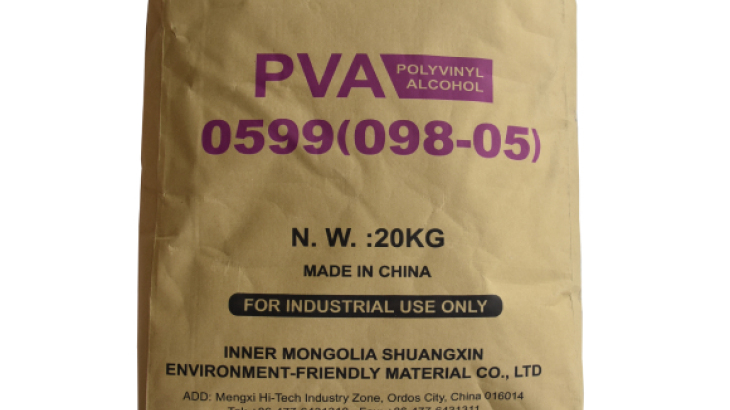 PVA POLYVINYL ALCOHOL
0599(098-05)
N. W. :20KG
MADE IN CHINA
FOR INDUSTRIAL USE ONLY
INNER MONGOLIA SHUANGXIN
ENVIRONMENT-FRIENDLY MATERIAL CO., LTD
ADD: Mengxi Hi-Tech Industry Zone, Ordos City, China 016014